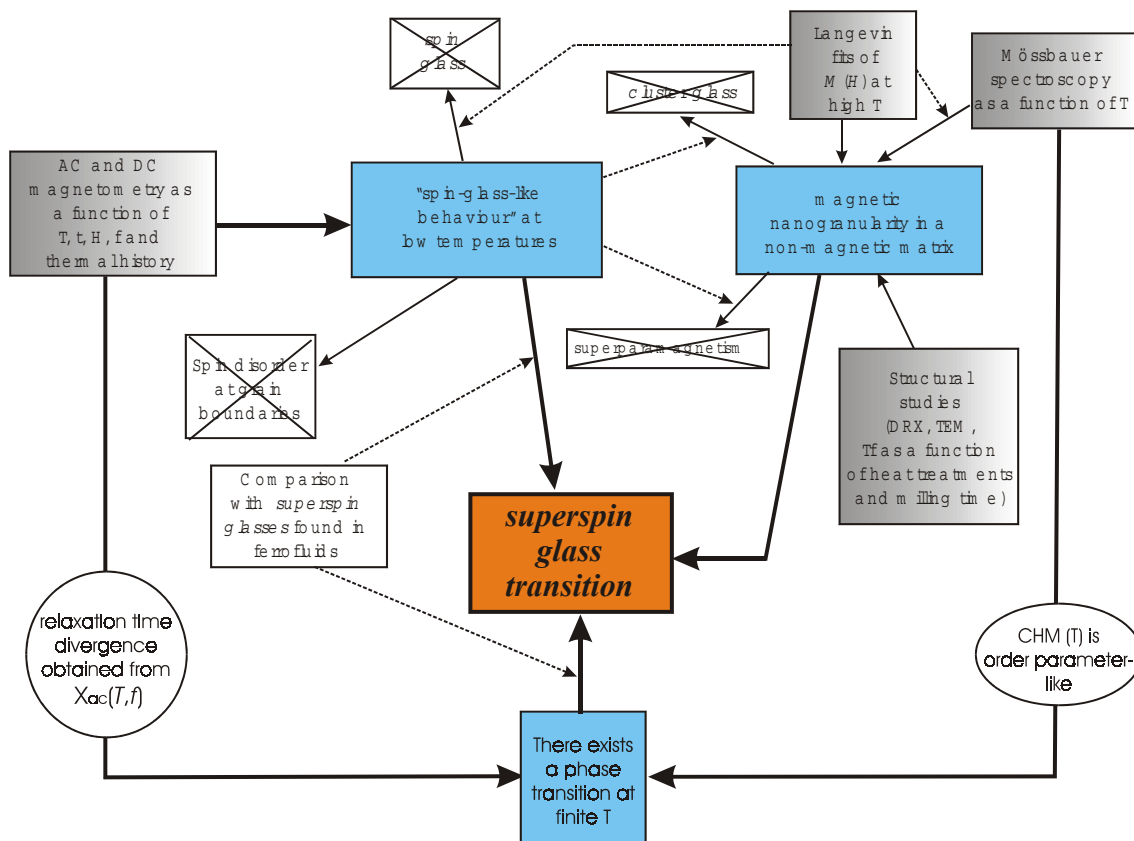 spin
glass
Langevin
fits of
M(H) at
high T
Mössbauer
spectroscopy
as a function of T
cluster glass
AC and DC
magnetometry as
a function of
T, t, H, f and
thermal history
"spin-glass-like
behaviour" at
low temperatures
magnetic
nanogranularity in a
non-magnetic matrix
superparamagnetism
Spin disorder
at grain
boundaries
Structural
studies
(DRX, TEM,
Tf as a function
of heat treatments
and milling time)
Comparison
with superspin
glasses found in
ferrofluids
superspin
glass
transition
relaxation time
divergence
obtained from
Xac(T,f)
CHM (T) is
order parameter-
like
There exists
a phase
transition at
finite T